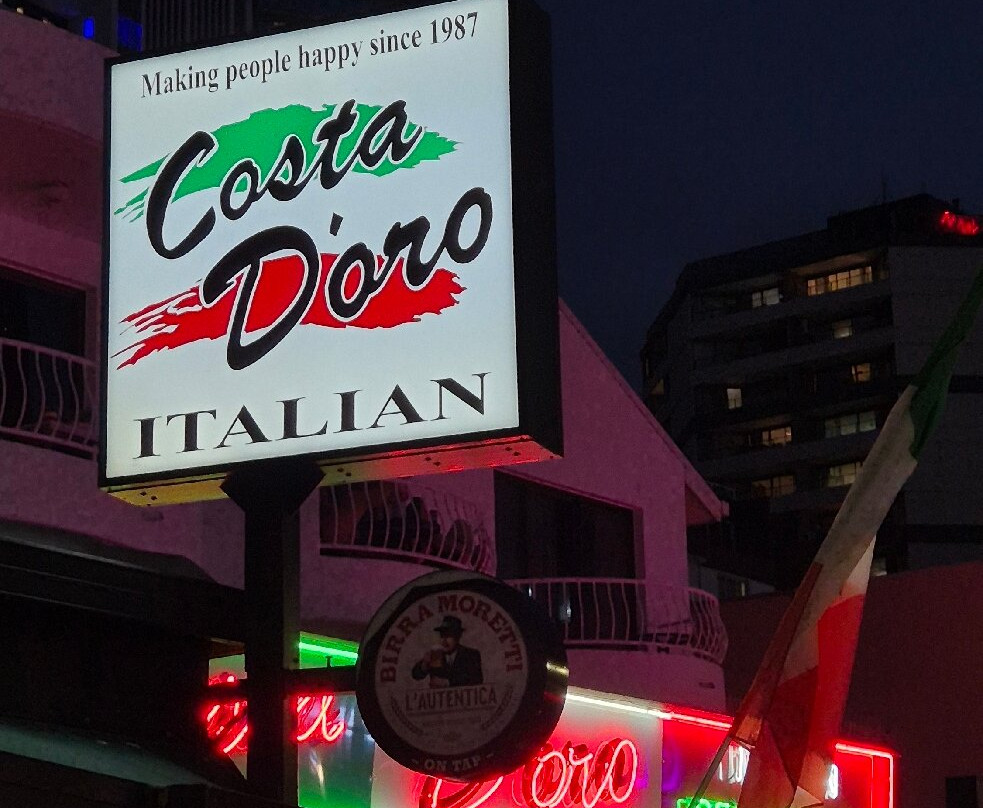 Making people happy since 1987
Costa
D'oro
ITALIAN
BIRRA MORETTI
L'AUTENTICA
- ON TAP -
D'oro